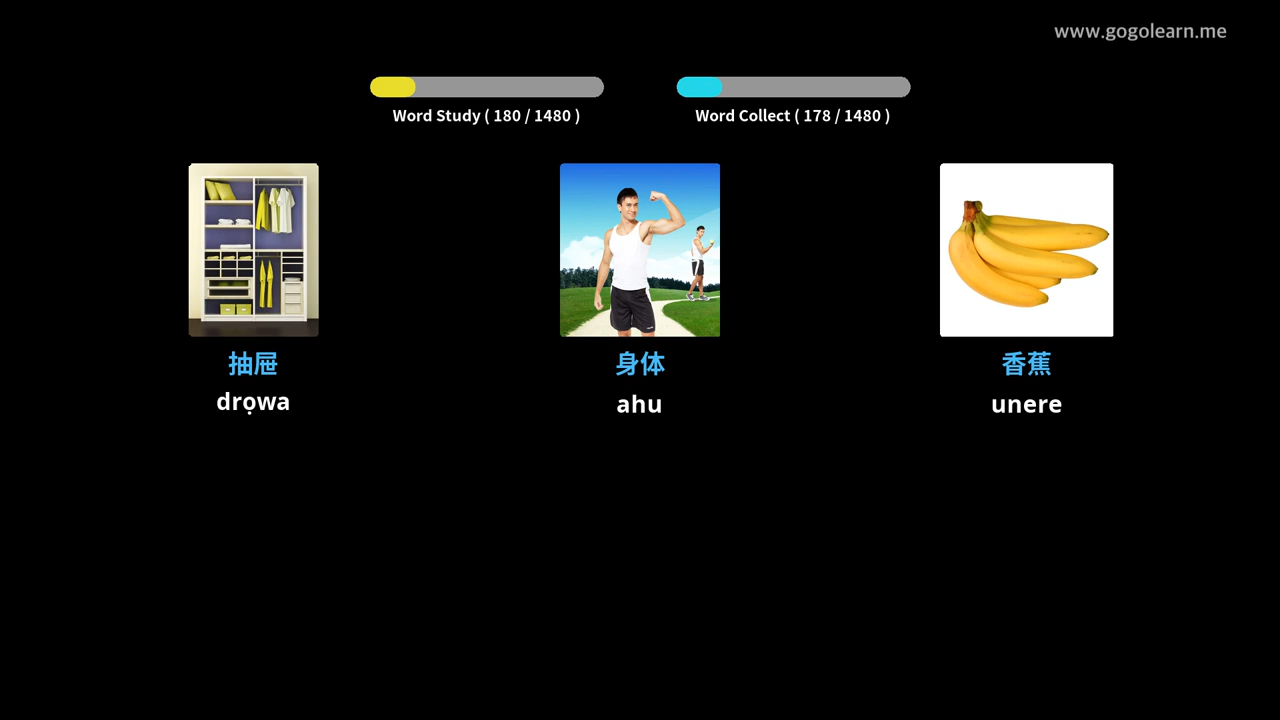 www.gogolearn.me
Word Study ( 180 / 1480 )
Word Collect ( 178 / 1480 )
抽屉
drọwa
身体
ahu
香蕉
unere